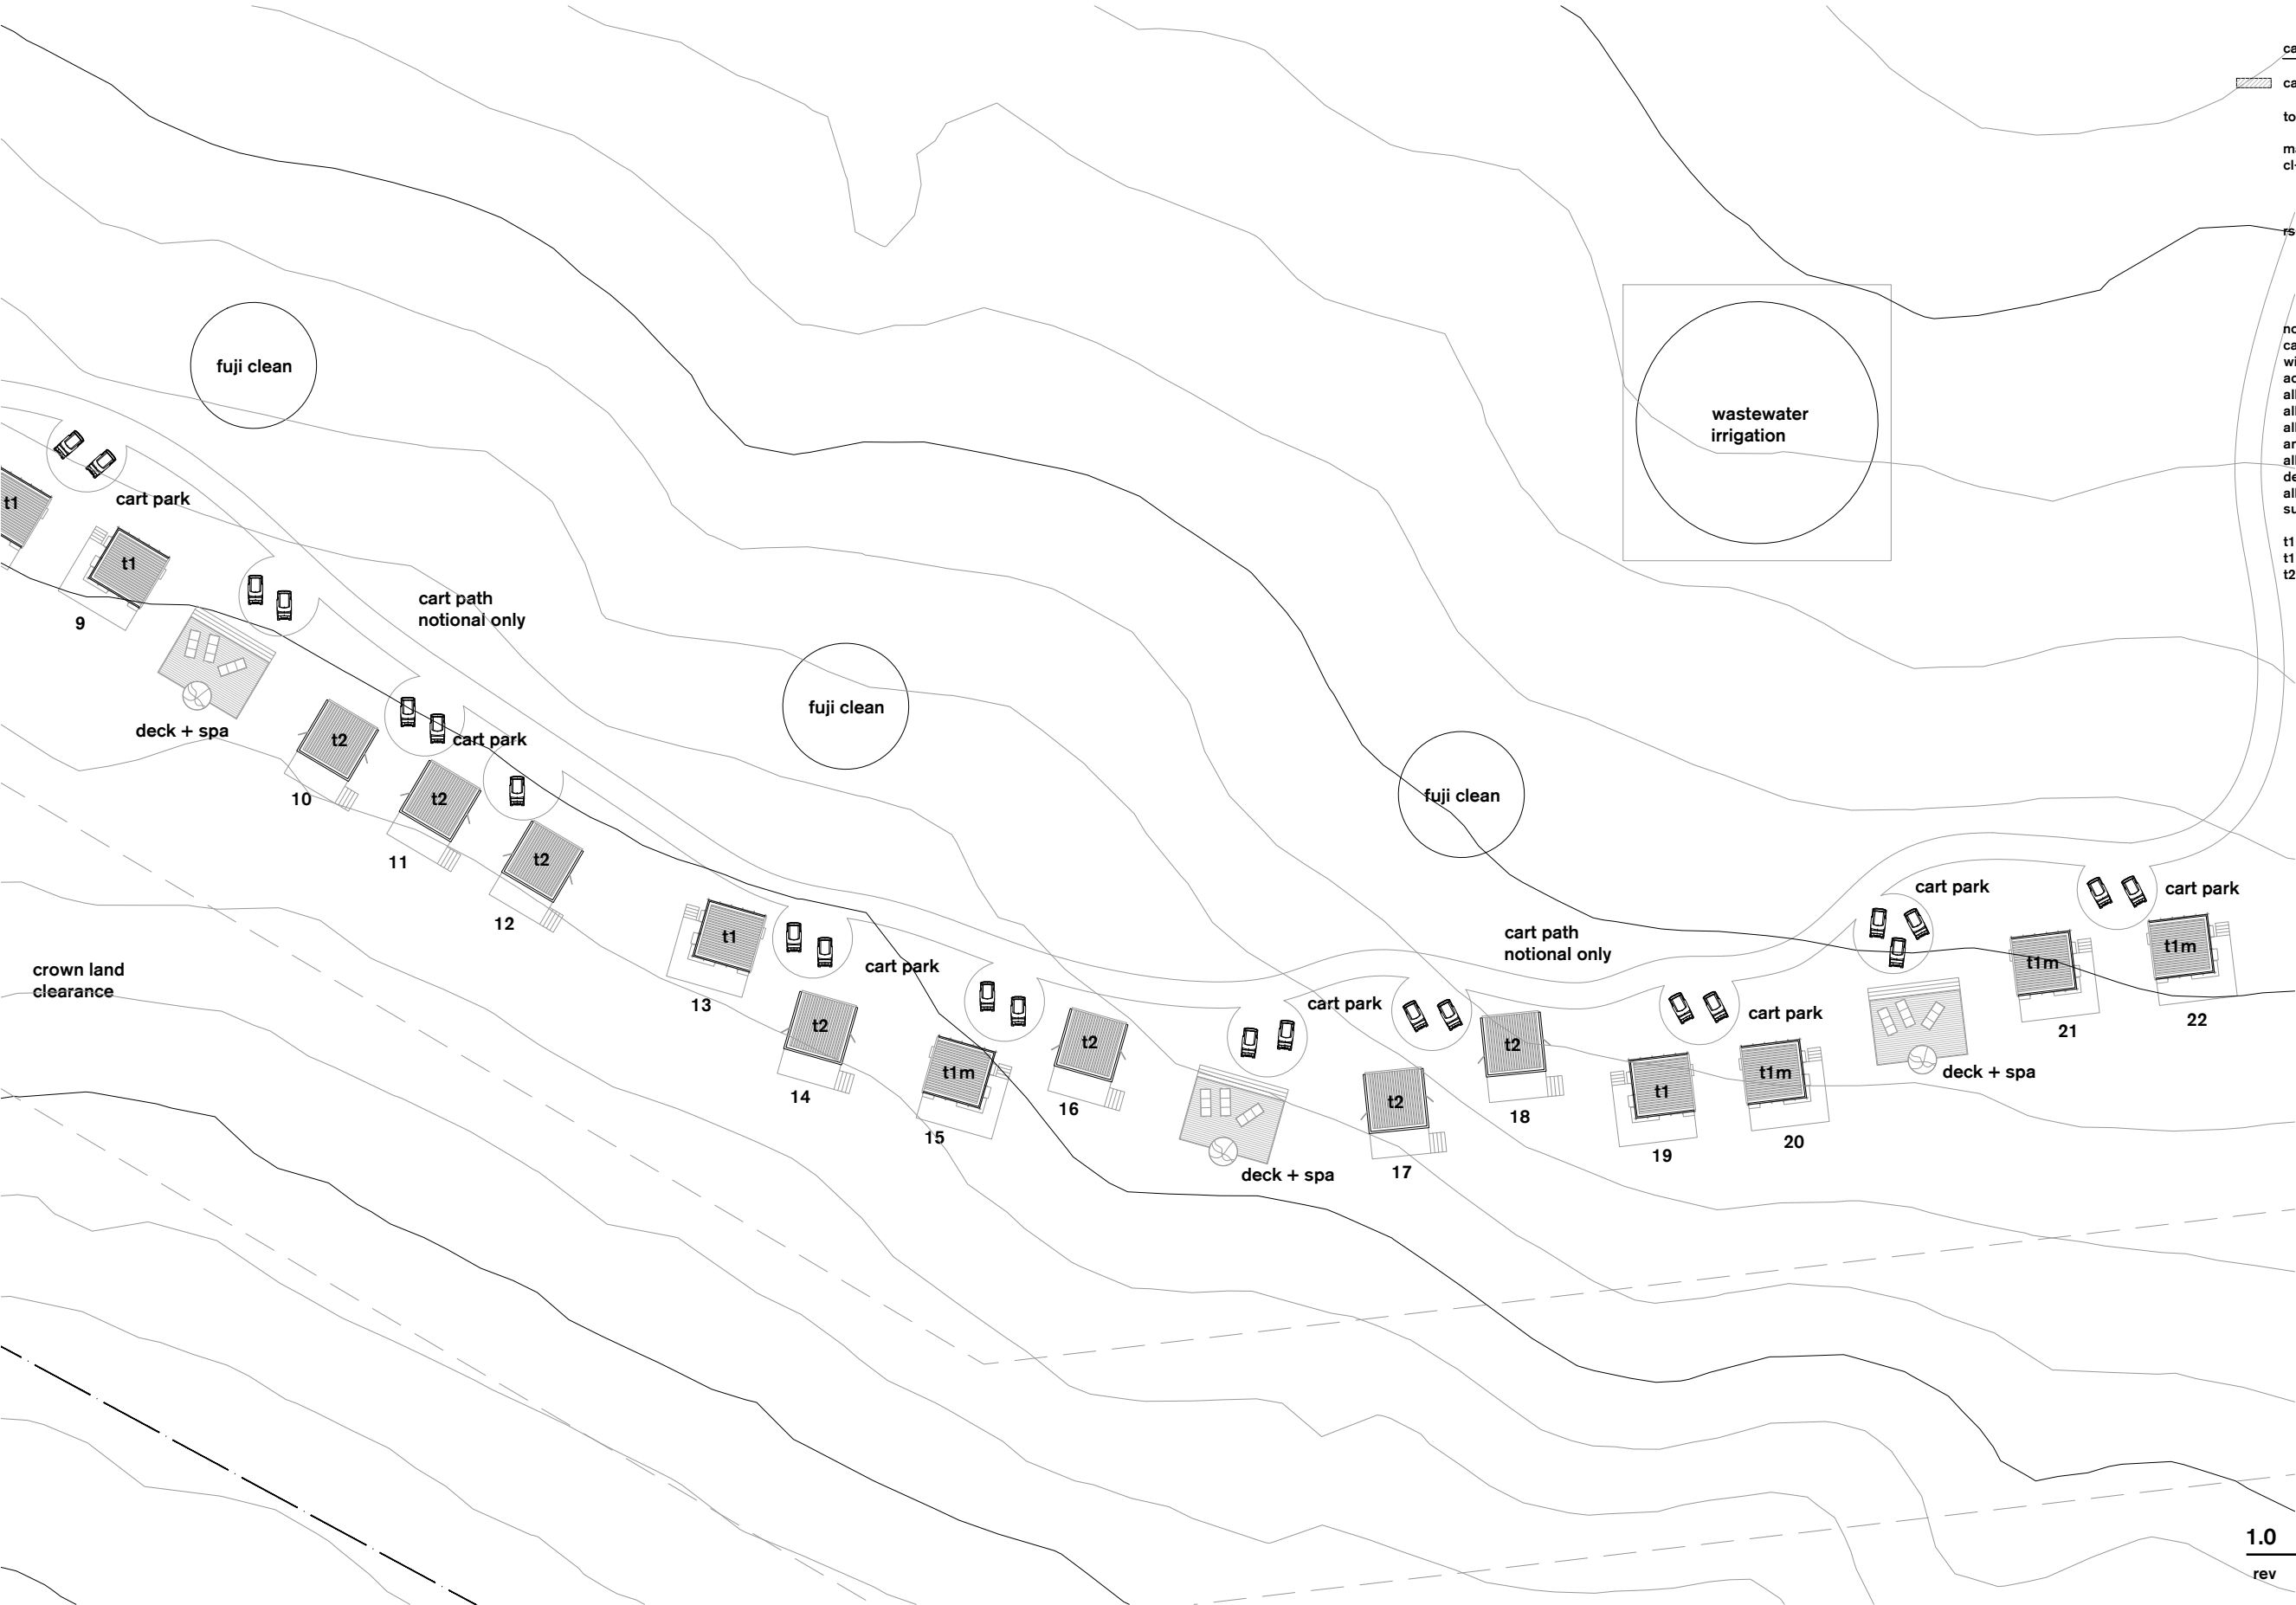 fuji clean
wastewater
irrigation
t1
cart park
t1
9
cart path
notional only
deck + spa
t2
10
cart park
t2
11
t2
12
fuji clean
fuji clean
crown land
clearance
t1
13
cart park
t2
14
t1m
15
t2
16
deck + spa
cart park
t2
17
cart path
notional only
t2
18
t1
19
cart park
t1m
20
cart park
deck + spa
t1m
21
cart park
t1m
22
t1
t1
t2
1.0
rev